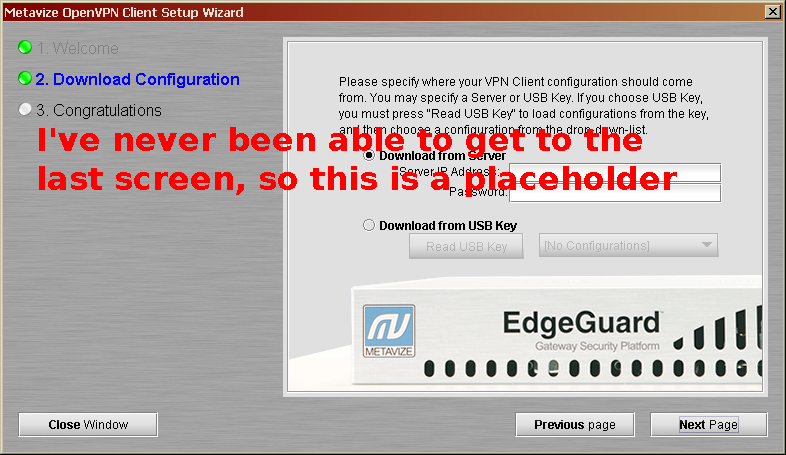 Metavize OpenVPN Client Setup Wizard
1. Welcome
2. Download Configuration
3. Congratulations
Please specify where your VPN Client configuration should come
from. You may specify a Server or USB Key. If you choose USB Key,
you must press "Read USB Key" to load configurations from the key,
and then choose a configuration from the drop-down-list.
I've never been able to get to the
last screen, so this is a placeholder
Download from Server
Server IP Address:
Password:
Download from USB Key
Read USB Key
[No Configurations]
METAVIZE
EdgeGuard
Gateway Security Platform
Close Window
Previous page
Next Page